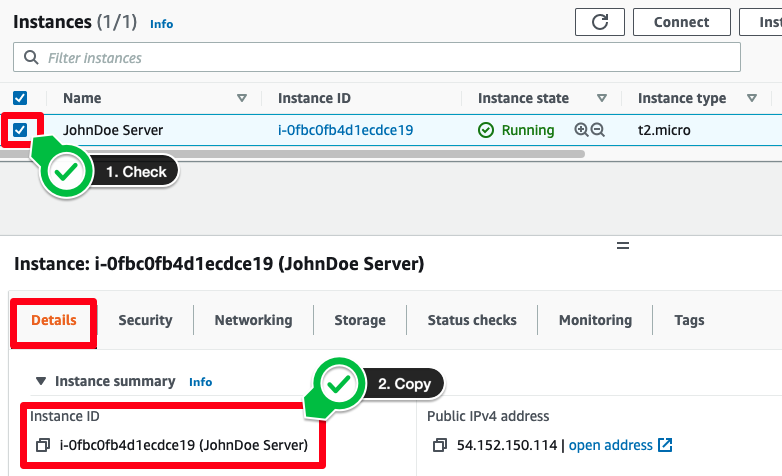 Instances (1/1) Info
Connect
Inst
Filter instances
Name Instance ID Instance state Instance type
JohnDoe Server i-0fbc0fb4d1ecdce19 Running t2.micro
1. Check
Instance: i-0fbc0fb4d1ecdce19 (JohnDoe Server)
Details Security Networking Storage Status checks Monitoring Tags
Instance summary Info
2. Copy
Instance ID Public IPv4 address
i-0fbc0fb4d1ecdce19 (JohnDoe Server) 54.152.150.114 | open address